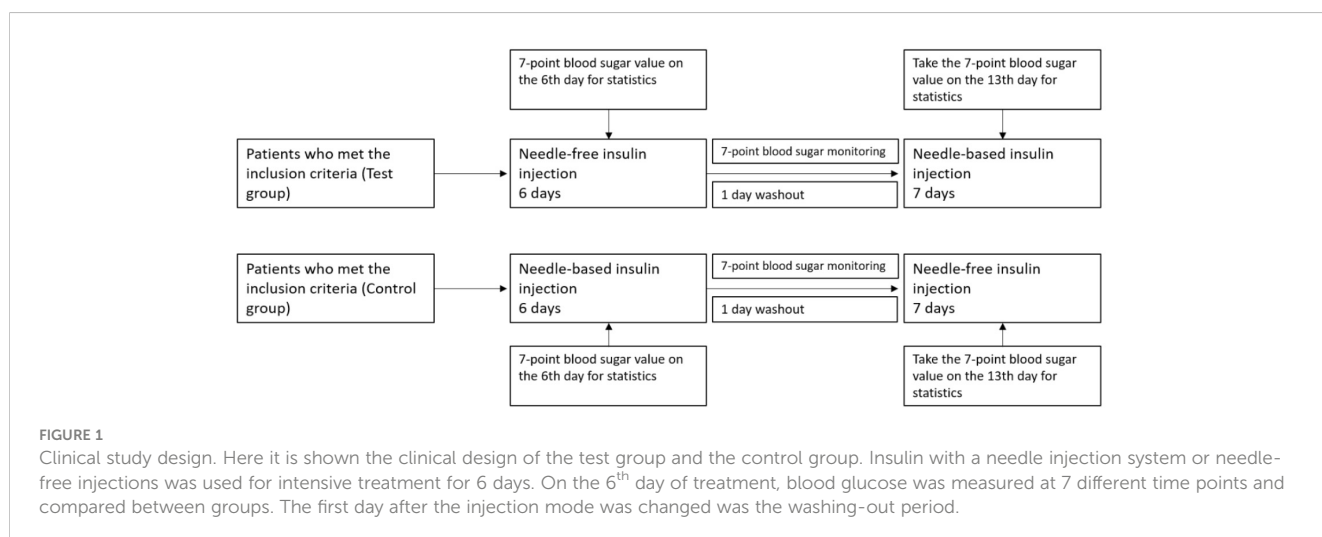 7-point blood sugar value on
the 6th day for statistics
Take the 7-point blood sugar
value on the 13th day for
statistics
Patients who met the
inclusion criteria (Test
group)
Needle-free insulin
injection
6 days
7-point blood sugar monitoring
1 day washout
Needle-based insulin
injection
7 days
Patients who met the
inclusion criteria (Control
group)
Needle-based insulin
injection
6 days
7-point blood sugar monitoring
1 day washout
Needle-free insulin
injection
7 days
7-point blood sugar value on
the 6th day for statistics
Take the 7-point blood sugar
value on the 13th day for
statistics
FIGURE 1
Clinical study design. Here it is shown the clinical design of the test group and the control group. Insulin with a needle injection system or needle-
free injections was used for intensive treatment for 6 days. On the 6th day of treatment, blood glucose was measured at 7 different time points and
compared between groups. The first day after the injection mode was changed was the washing-out period.